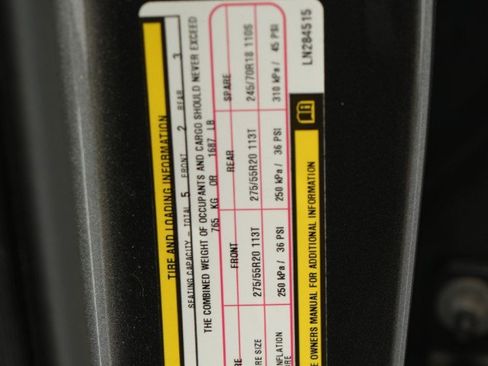 TIRE AND LOADING INFORMATION
SEATING CAPACITY - TOTAL 5 FRONT 2 REAR 3
THE COMBINED WEIGHT OF OCCUPANTS AND CARGO SHOULD NEVER EXCEED
765 KG OR 1687 LB
FRONT REAR SPARE
RE SIZE 275/55R20 113T 275/55R20 113T 245/70R18 110S
NFLATION 250 kPa / 36 PSI 250 kPa / 36 PSI 310 kPa / 45 PSI
E OWNERS MANUAL FOR ADDITIONAL INFORMATION
LN284515